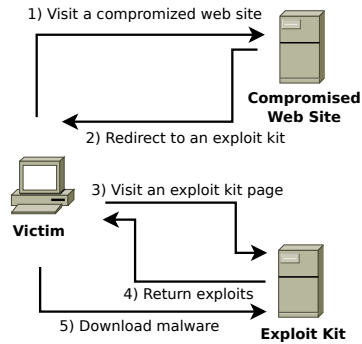 1) Visit a compromized web site
Compromised
Web Site
2) Redirect to an exploit kit
3) Visit an exploit kit page
Victim
4) Return exploits
5) Download malware
Exploit Kit